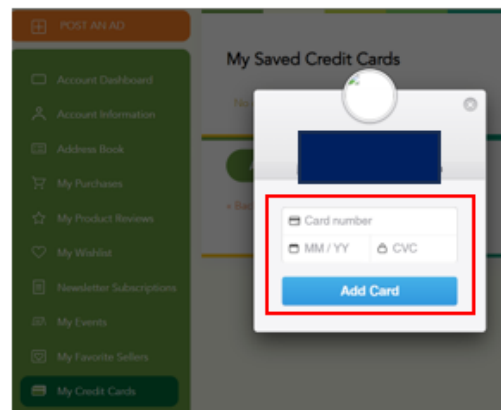 POST AN AD
Account Dashboard
Account Information
Address Book
My Purchases
My Product Reviews
My Wishlist
Newsletter Subscriptions
My Events
My Favorite Sellers
My Credit Cards
My Saved Credit Cards
No
Card number
MM / YY
CVC
Add Card